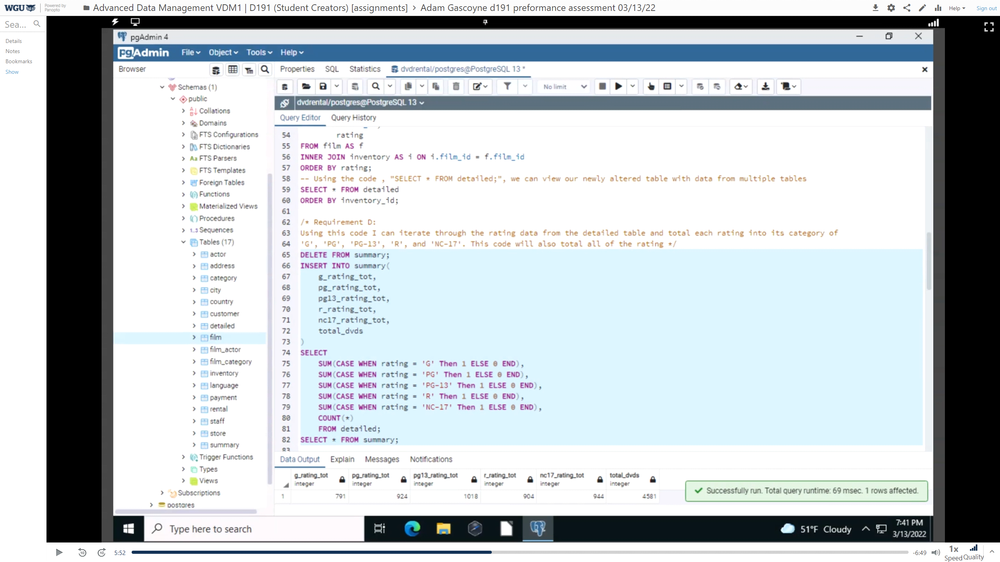 WGU Powered by Panopto
Advanced Data Management VDM1 | D191 (Student Creators) [assignments] > Adam Gascoyne d191 preformance assessment 03/13/22
Help
Sign out
Sea...
Details
Notes
Bookmarks
Show
pgAdmin 4
pgAdmin File Object Tools Help
Browser
Schemas (1)
public
Collations
Domains
FTS Configurations
FTS Dictionaries
Aa FTS Parsers
FTS Templates
Foreign Tables
Functions
Materialized Views
Procedures
1..3 Sequences
Tables (17)
actor
address
category
city
country
customer
detailed
film
film_actor
film_category
inventory
language
payment
rental
staff
store
summary
Trigger Functions
Types
Views
Subscriptions
postgres
Properties SQL Statistics dvdrental/postgres@PostgreSQL 13 *
No limit
dvdrental/postgres@PostgreSQL 13
Query Editor Query History
54 rating
55 FROM film AS f
56 INNER JOIN inventory AS i ON i.film_id = f.film_id
57 ORDER BY rating;
58 -- Using the code , "SELECT * FROM detailed;", we can view our newly altered table with data from multiple tables
59 SELECT * FROM detailed
60 ORDER BY inventory_id;
61
62 /* Requirement D:
63 Using this code I can iterate through the rating data from the detailed table and total each rating into its category of
64 'G', 'PG', 'PG-13', 'R', and 'NC-17'. This code will also total all of the rating */
65 DELETE FROM summary;
66 INSERT INTO summary(
67 g_rating_tot,
68 pg_rating_tot,
69 pg13_rating_tot,
70 r_rating_tot,
71 nc17_rating_tot,
72 total_dvds
73 )
74 SELECT
75 SUM(CASE WHEN rating = 'G' Then 1 ELSE 0 END),
76 SUM(CASE WHEN rating = 'PG' Then 1 ELSE 0 END),
77 SUM(CASE WHEN rating = 'PG-13' Then 1 ELSE 0 END),
78 SUM(CASE WHEN rating = 'R' Then 1 ELSE 0 END),
79 SUM(CASE WHEN rating = 'NC-17' Then 1 ELSE 0 END),
80 COUNT(*)
81 FROM detailed;
82 SELECT * FROM summary;
83
Data Output Explain Messages Notifications
g_rating_tot pg_rating_tot pg13_rating_tot r_rating_tot nc17_rating_tot total_dvds
integer integer integer integer integer integer
1 791 924 1018 904 944 4581
Successfully run. Total query runtime: 69 msec. 1 rows affected.
Type here to search
51°F Cloudy
7:41 PM
3/13/2022
10 10 5:52
-6:49
1x
Speed Quality